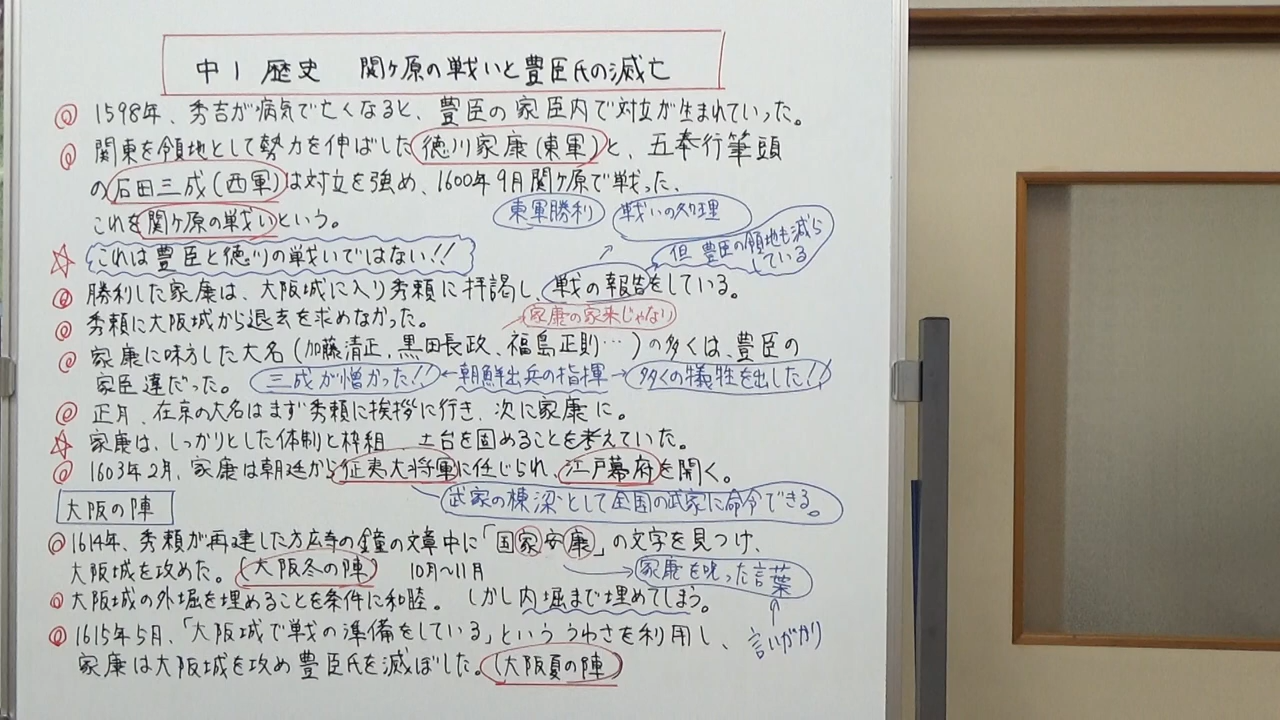 中1 歴史 関ヶ原の戦いと豊臣氏の滅亡
◎ 1598年、秀吉が病気で亡くなると、豊臣の家臣内で対立が生まれていった。
◎ 関東を領地として勢力を伸ばした徳川家康(東軍)と、五奉行筆頭
の石田三成(西軍)は対立を強め、1600年9月関ヶ原で戦った、
これを関ヶ原の戦いという。
東軍勝利 戦いの処理
☆ これは豊臣と徳川の戦いではない!!
但 豊臣の領地も減ら
している
◎ 勝利した家康は、大阪城に入り秀頼に拝謁し、戦の報告をしている。
◎ 秀頼に大阪城から退去を求めなかった。
家康の家来じゃない
◎ 家康に味方した大名(加藤清正、黒田長政、福島正則…)の多くは、豊臣の
家臣達だった。 三成が憎かった!! ← 朝鮮出兵の指揮 → 多くの犠牲を出した!!
◎ 正月、在京の大名はまず秀頼に挨拶に行き、次に家康に。
☆ 家康は、しっかりとした体制と枠組 土台を固めることを考えていた。
◎ 1603年2月、家康は朝廷から征夷大将軍に任じられ、江戸幕府を開く。
武家の棟梁として全国の武家に命令できる。
大阪の陣
◎ 1614年、秀頼が再建した方広寺の鐘の文章中に「国家安康」の文字を見つけ、
大阪城を攻めた。(大阪冬の陣) 10月~11月
家康を呪った言葉
◎ 大阪城の外堀を埋めることを条件に和睦。 しかし内堀まで埋めてしまう。
言いがかり
◎ 1615年5月、「大阪城で戦の準備をしている」といううわさを利用し、
家康は大阪城を攻め豊臣氏を滅ぼした。(大阪夏の陣)